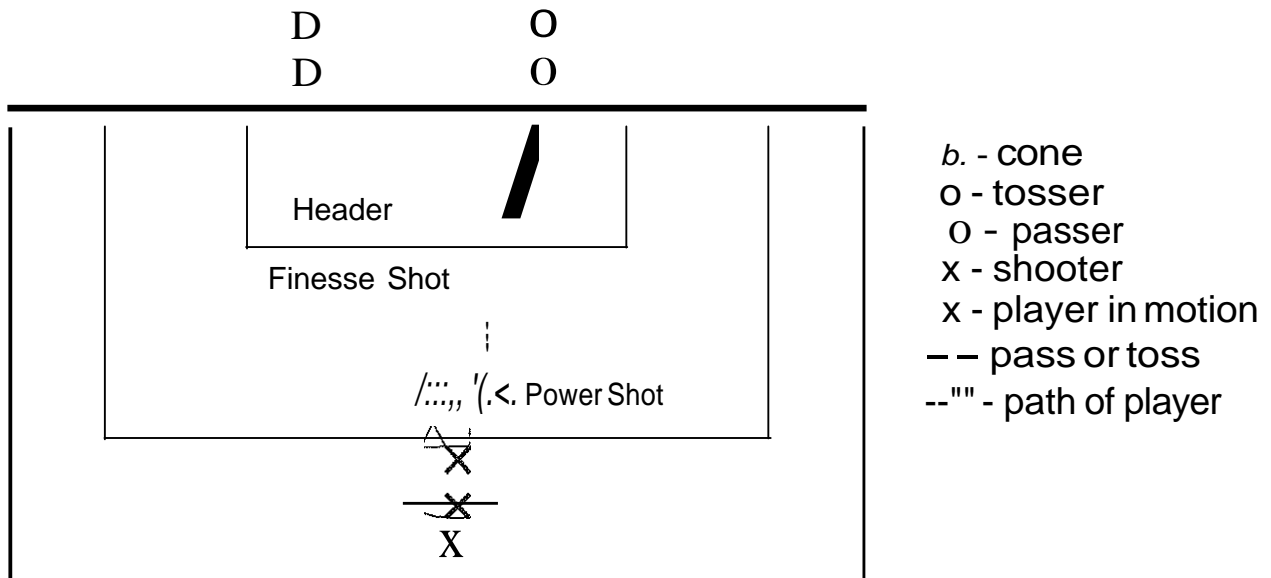 D O
D O
Header
Finesse Shot
/:::,, '(.<. Power Shot
X
X
X
b. - cone
o - tosser
O - passer
x - shooter
x - player in motion
-- pass or toss
--"" - path of player